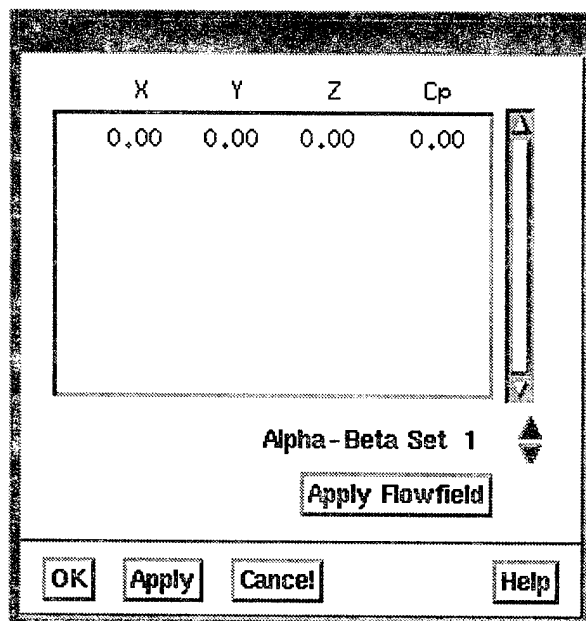 X Y Z Cp
0.00 0.00 0.00 0.00
Alpha-Beta Set 1
Apply Flowfield
OK Apply Cancel Help